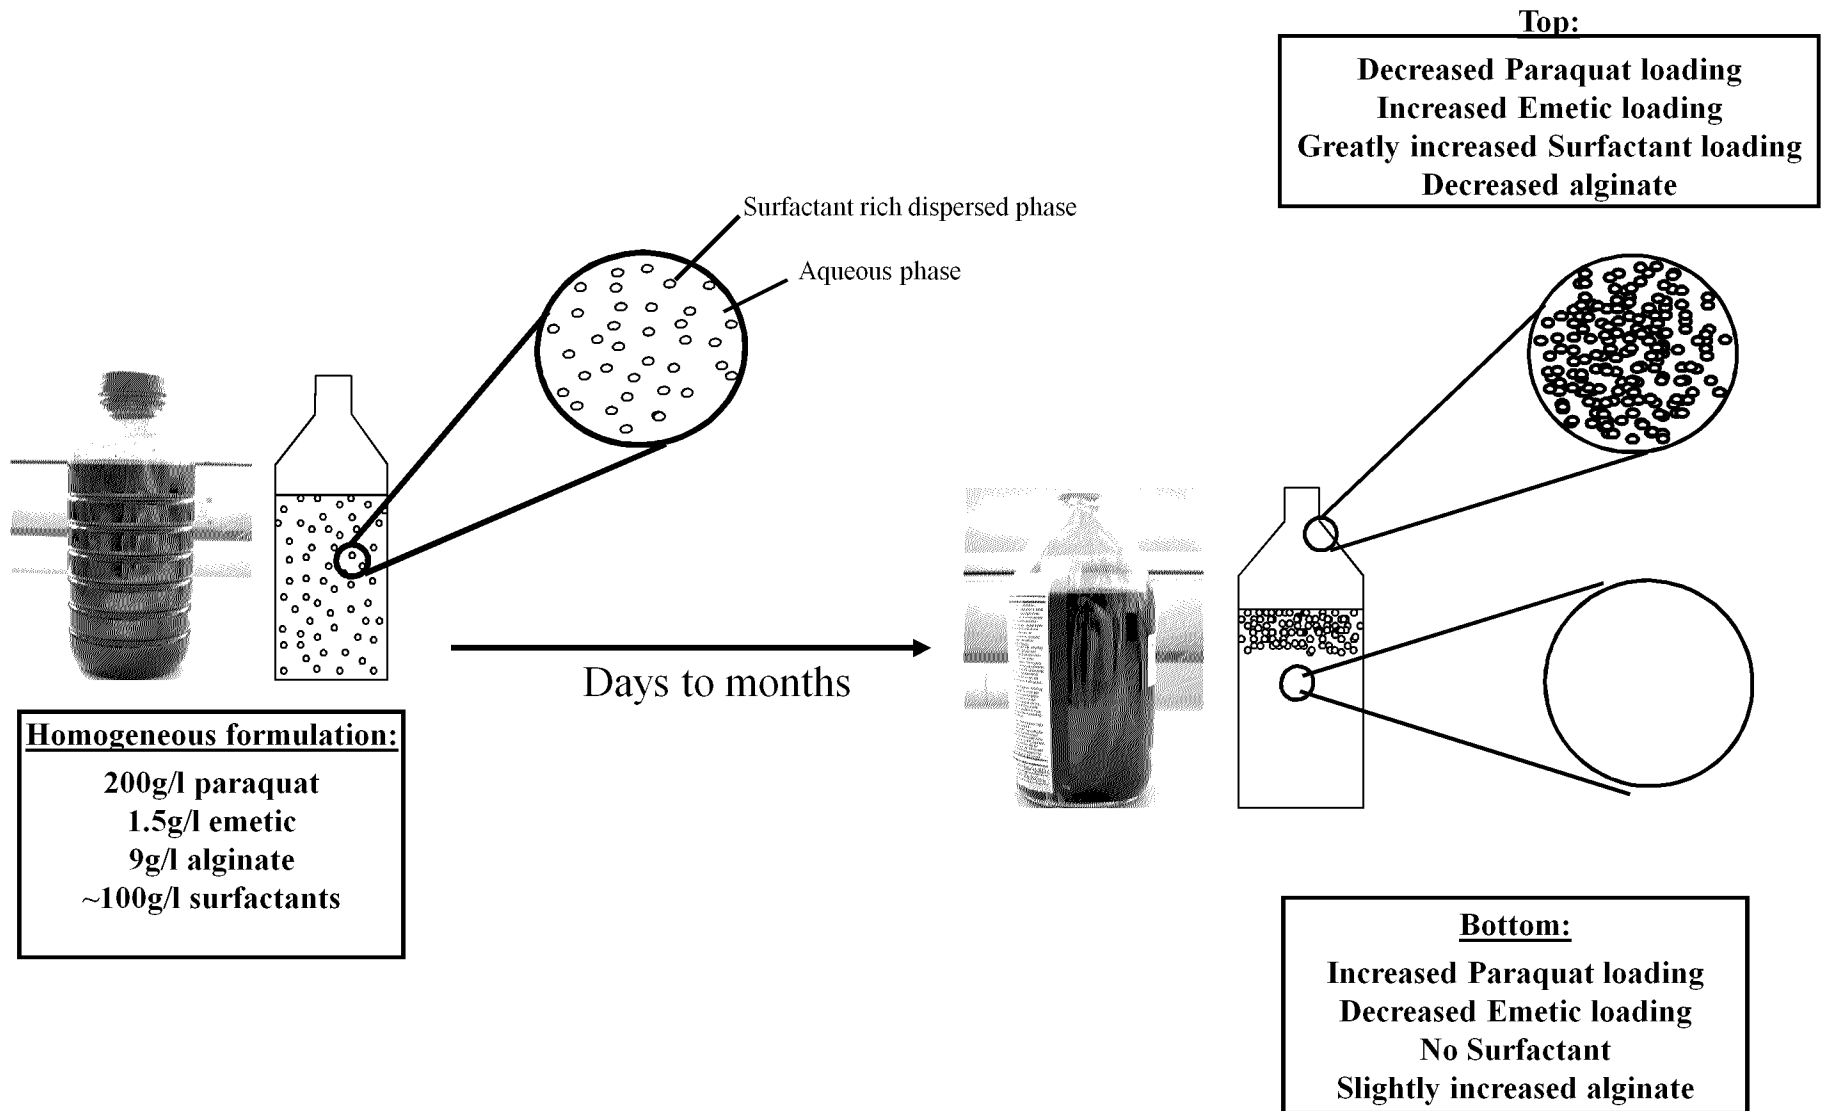 Top:
Decreased Paraquat loading
Increased Emetic loading
Greatly increased Surfactant loading
Decreased alginate
Surfactant rich dispersed phase
Aqueous phase
Days to months
Homogeneous formulation:
200g/l paraquat
1.5g/l emetic
9g/l alginate
~100g/l surfactants
Bottom:
Increased Paraquat loading
Decreased Emetic loading
No Surfactant
Slightly increased alginate